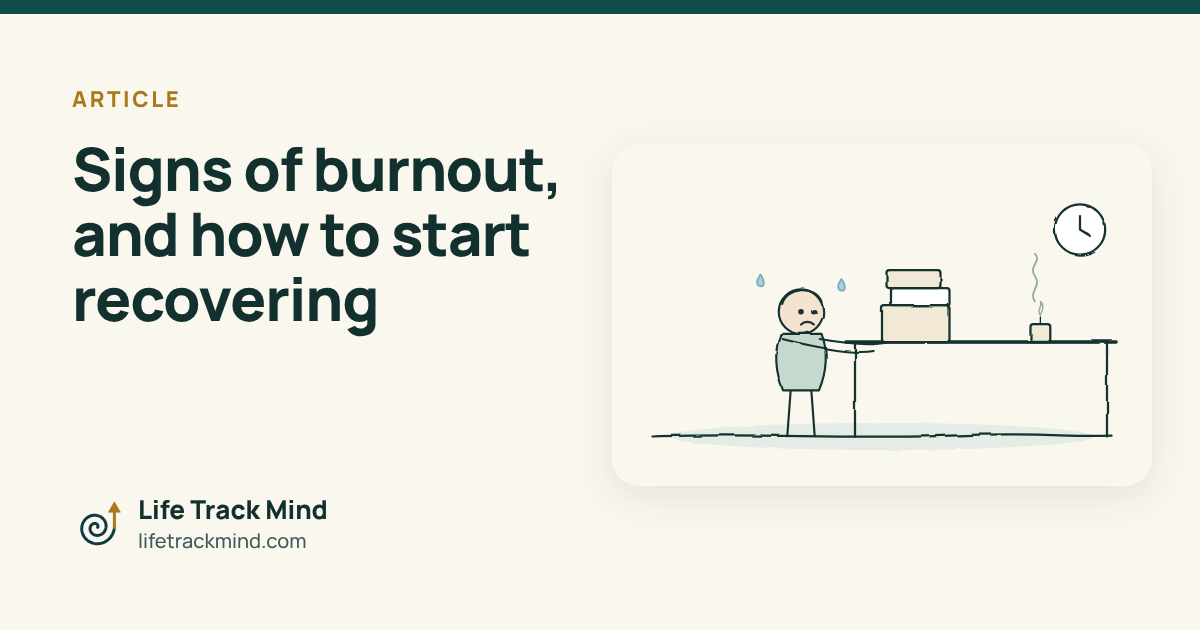 ARTICLE
Signs of burnout,
and how to start
recovering
Life Track Mind
lifetrackmind.com